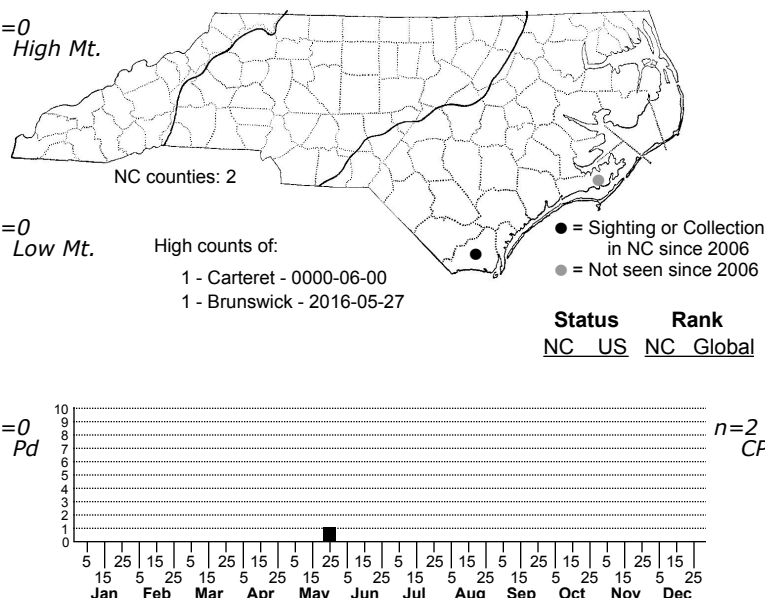 =0
High Mt.
NC counties: 2
=0
Low Mt.
High counts of:
1 - Carteret - 0000-06-00
1 - Brunswick - 2016-05-27
● = Sighting or Collection
in NC since 2006
● = Not seen since 2006
Status Rank
NC US NC Global
=0
Pd
n=2
CP
10
9
8
7
6
5
4
3
2
1
0
5 25 15 5 25 15 5 25 15 5 25 15 5 25 15 5 25 15
15 5 25 15 5 25 15 5 25 15 5 25 15 5 25 15 5 25
Jan Feb Mar Apr May Jun Jul Aug Sep Oct Nov Dec